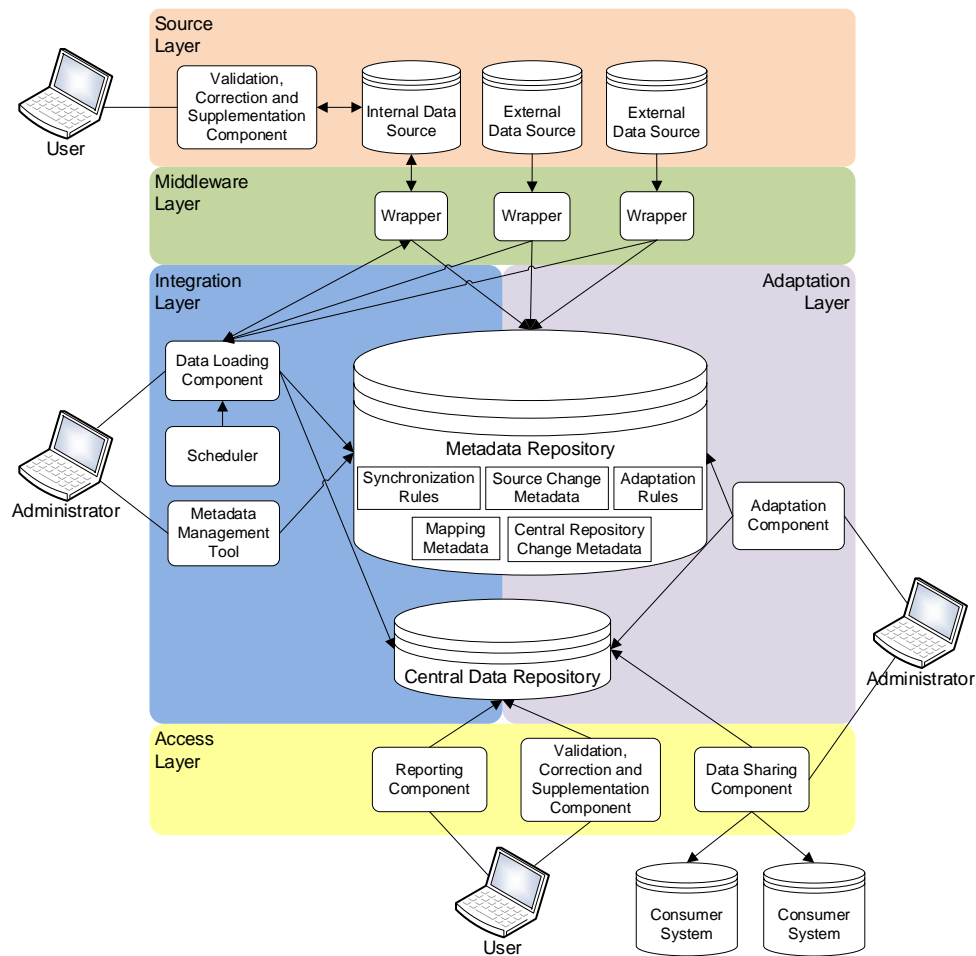 Source
Layer
Validation,
Correction and
Supplementation
Component
Internal Data
Source
External
Data Source
External
Data Source
User
Middleware
Layer
Wrapper
Wrapper
Wrapper
Integration
Layer
Adaptation
Layer
Data Loading
Component
Scheduler
Metadata
Management
Tool
Administrator
Metadata Repository
Synchronization
Rules
Source Change
Metadata
Adaptation
Rules
Mapping
Metadata
Central Repository
Change Metadata
Adaptation
Component
Administrator
Central Data Repository
Access
Layer
Reporting
Component
Validation,
Correction and
Supplementation
Component
Data Sharing
Component
User
Consumer
System
Consumer
System